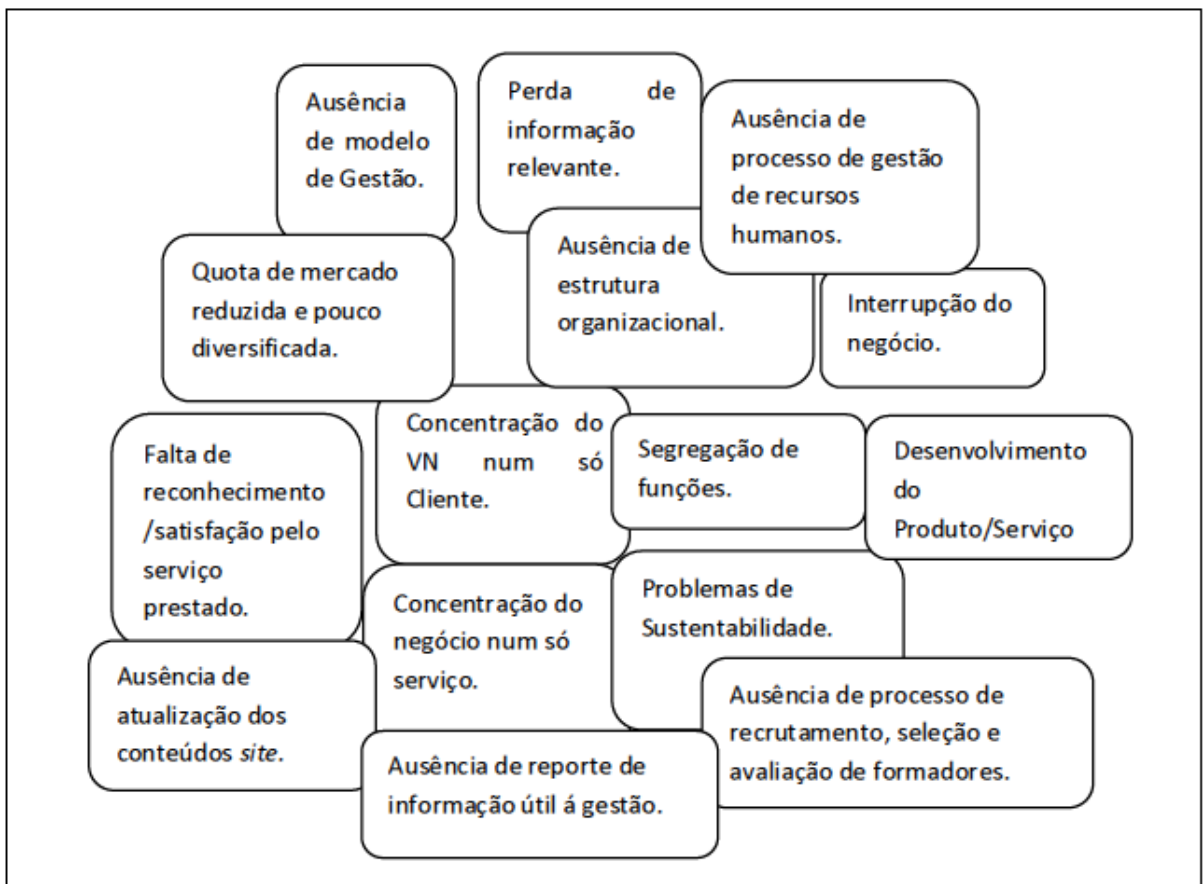 Ausência
de modelo
de Gestão.
Perda de
informação
relevante.
Ausência de
processo de gestão
de recursos
humanos.
Quota de mercado
reduzida e pouco
diversificada.
Ausência de
estrutura
organizacional.
Interrupção do
negócio.
Falta de
reconhecimento
/satisfação pelo
serviço
prestado.
Concentração do
VN num só
Cliente.
Segregação de
funções.
Desenvolvimento
do
Produto/Serviço
Concentração do
negócio num só
serviço.
Problemas de
Sustentabilidade.
Ausência de
atualização dos
conteúdos site.
Ausência de reporte de
informação útil á gestão.
Ausência de processo de
recrutamento, seleção e
avaliação de formadores.